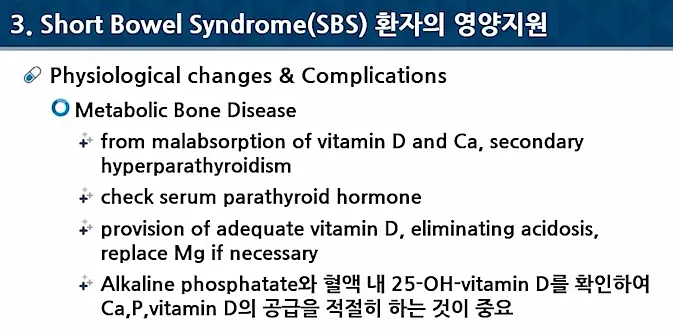 3. Short Bowel Syndrome(SBS) 환자의 영양지원
Physiological changes & Complications
Metabolic Bone Disease
from malabsorption of vitamin D and Ca, secondary
hyperparathyroidism
check serum parathyroid hormone
provision of adequate vitamin D, eliminating acidosis,
replace Mg if necessary
Alkaline phosphatate와 혈액 내 25-OH-vitamin D를 확인하여
Ca,P,vitamin D의 공급을 적절히 하는 것이 중요